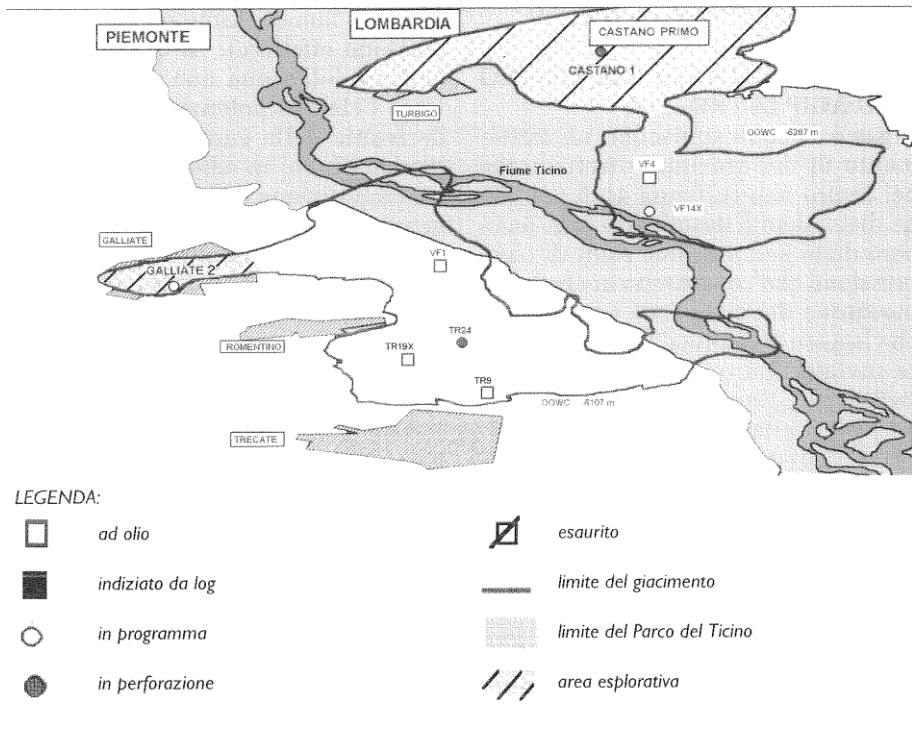 PIEMONTE
LOMBARDIA
CASTANO PRIMO
CASTANO 1
TURBIGO
OOWC -6287 m
VF4
Fiume Ticino
VF14X
GALLIATE
GALLIATE 2
VF1
ROMENTINO
TR24
TR19X
TR9
OOWC -6107 m
TRECATE
LEGENDA:
ad olio
esaurito
indiziato da log
limite del giacimento
in programma
limite del Parco del Ticino
in perforazione
area esplorativa